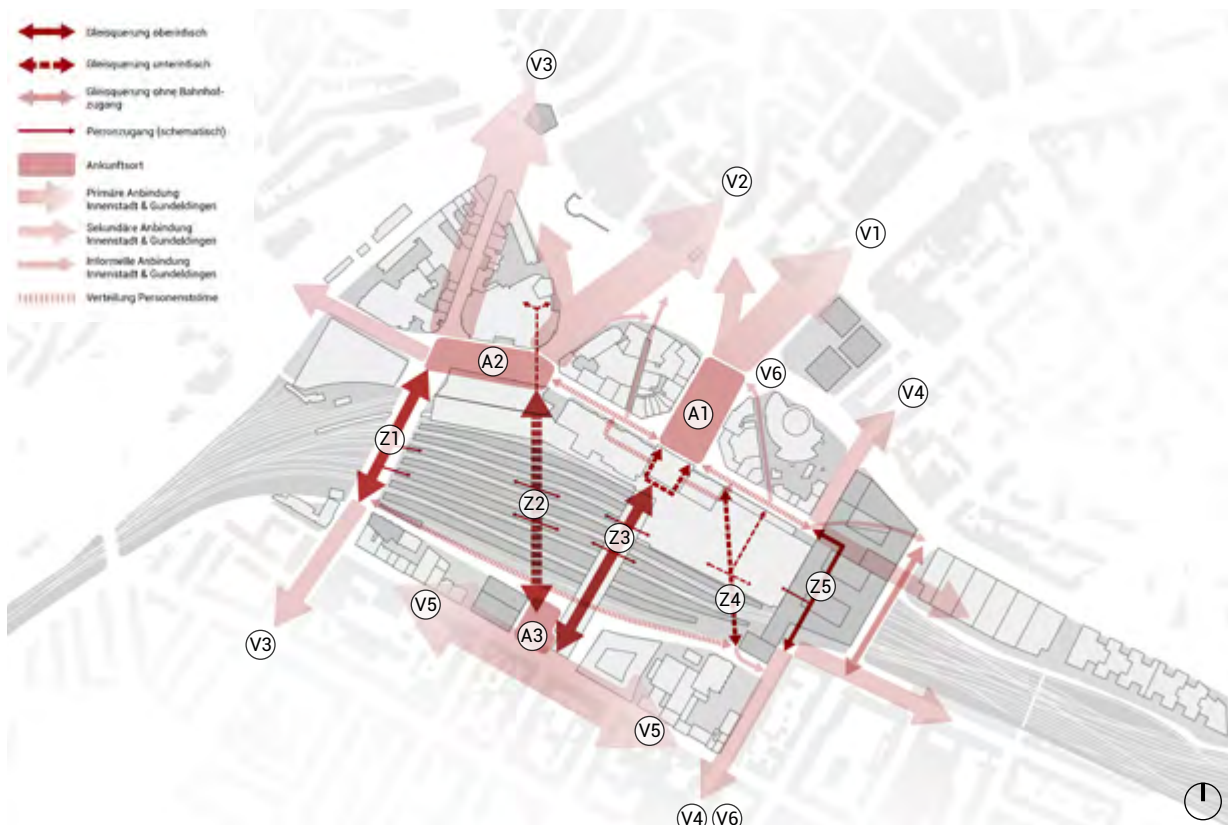 Gleisquerung oberirdisch
Gleisquerung unterirdisch
Gleisquerung ohne Bahnhof-
zugang
Perronzugang (schematisch)
Ankunftsort
Primäre Anbindung
Innenstadt & Gundeldingen
Sekundäre Anbindung
Innenstadt & Gundeldingen
Informelle Anbindung
Innenstadt & Gundeldingen
Verteilung Personenströme
V3
V2
V1
A2
V6
A1
V4
Z1
Z2
Z3
Z4
Z5
V5
A3
V3
V5
V4 V6